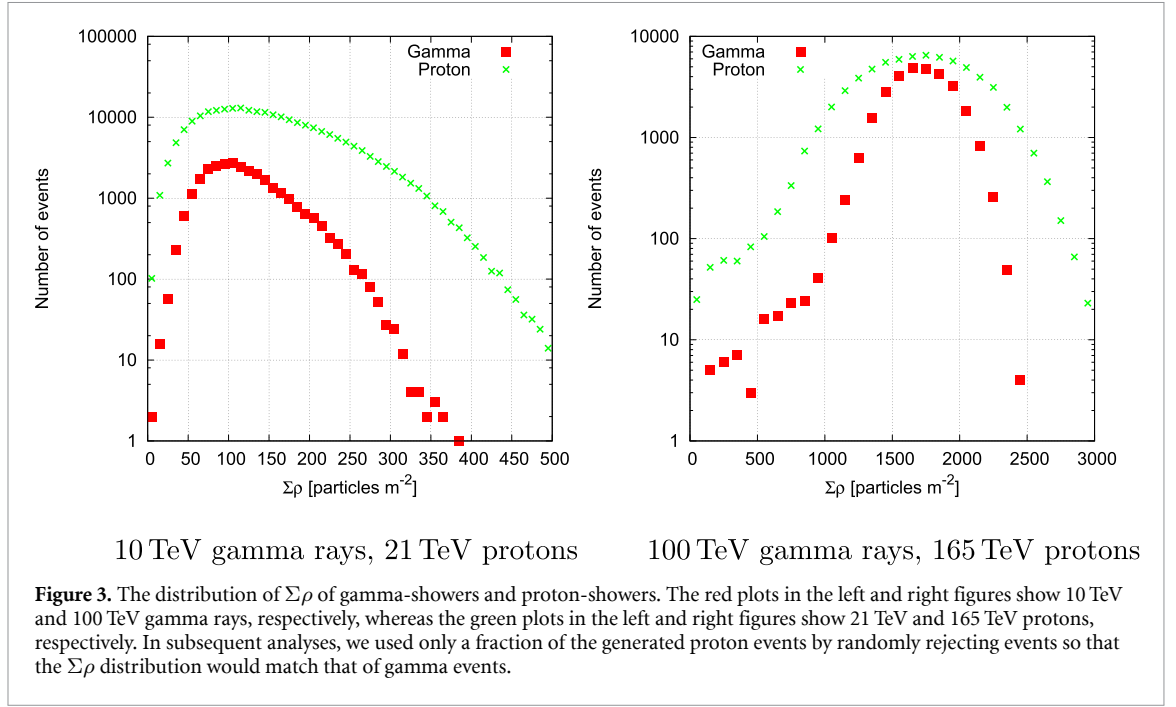 100000
10000
1000
100
10
1
0 50 100 150 200 250 300 350 400 450 500
Number of events
Σρ [particles m⁻²]
Gamma
Proton
10 TeV gamma rays, 21 TeV protons
10000
1000
100
10
1
0 500 1000 1500 2000 2500 3000
Number of events
Σρ [particles m⁻²]
Gamma
Proton
100 TeV gamma rays, 165 TeV protons
Figure 3. The distribution of Σρ of gamma-showers and proton-showers. The red plots in the left and right figures show 10 TeV
and 100 TeV gamma rays, respectively, whereas the green plots in the left and right figures show 21 TeV and 165 TeV protons,
respectively. In subsequent analyses, we used only a fraction of the generated proton events by randomly rejecting events so that
the Σρ distribution would match that of gamma events.